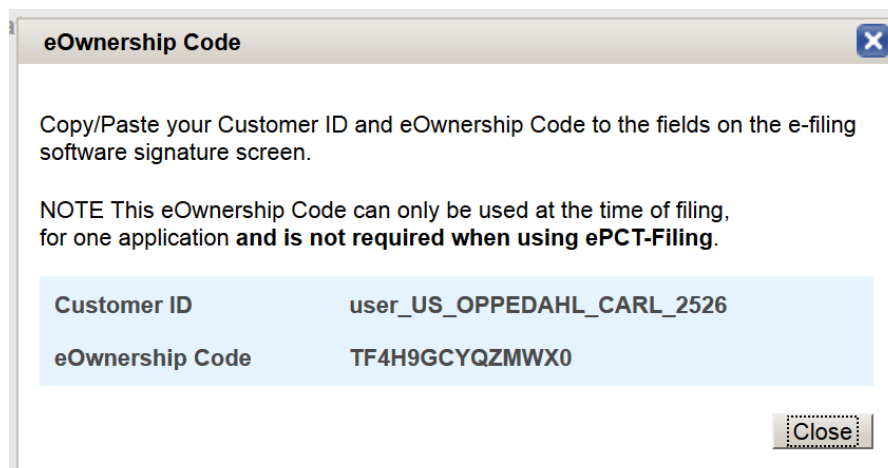 eOwnership Code
Copy/Paste your Customer ID and eOwnership Code to the fields on the e-filing
software signature screen.
NOTE This eOwnership Code can only be used at the time of filing,
for one application and is not required when using ePCT-Filing.
Customer ID user_US_OPPEDAHL_CARL_2526
eOwnership Code TF4H9GCYQZMWX0
Close